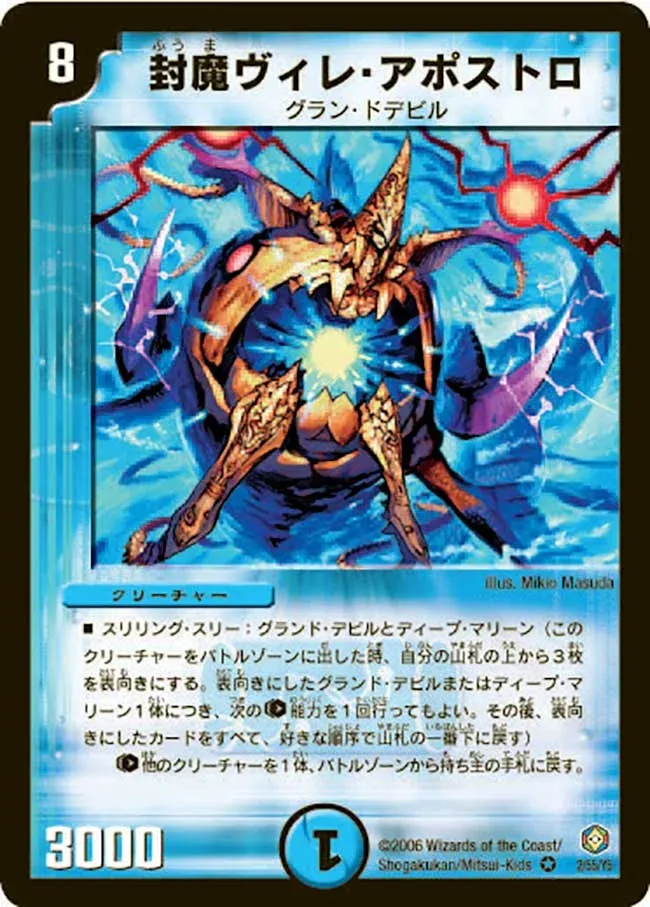 8
封魔ヴィレ・アポストロ
ふうま
グラン・ドデビル
illus. Mikio Masuda
クリーチャー
■ スリリング・スリー：グランド・デビルとディープ・マリーン（この
クリーチャーをバトルゾーンに出した時、自分の山札の上から3枚
を表向きにする。表向きにしたグランド・デビルまたはディープ・マ
リーン1体につき、次の能力を1回行ってもよい。その後、表向
きにしたカードをすべて、好きな順序で山札の一番下に戻す）
他のクリーチャーを1体、バトルゾーンから持ち主の手札に戻す。
3000
1
©2006 Wizards of the Coast/
Shogakukan/Mitsui-Kids
2/55/Y5